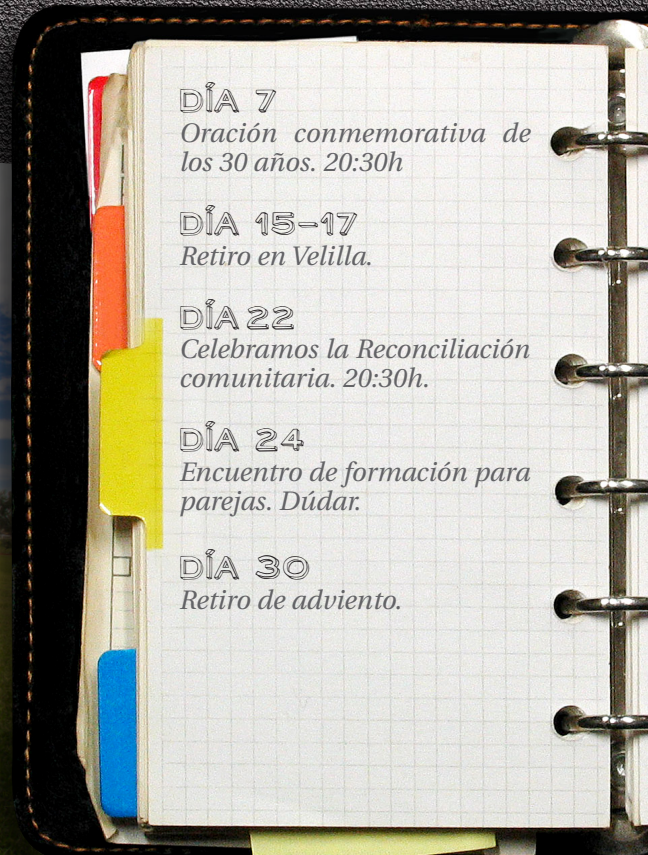 DÍA 7
Oración conmemorativa de
los 30 años. 20:30h
DÍA 15-17
Retiro en Velilla.
DÍA 22
Celebramos la Reconciliación
comunitaria. 20:30h.
DÍA 24
Encuentro de formación para
parejas. Dúdar.
DÍA 30
Retiro de adviento.